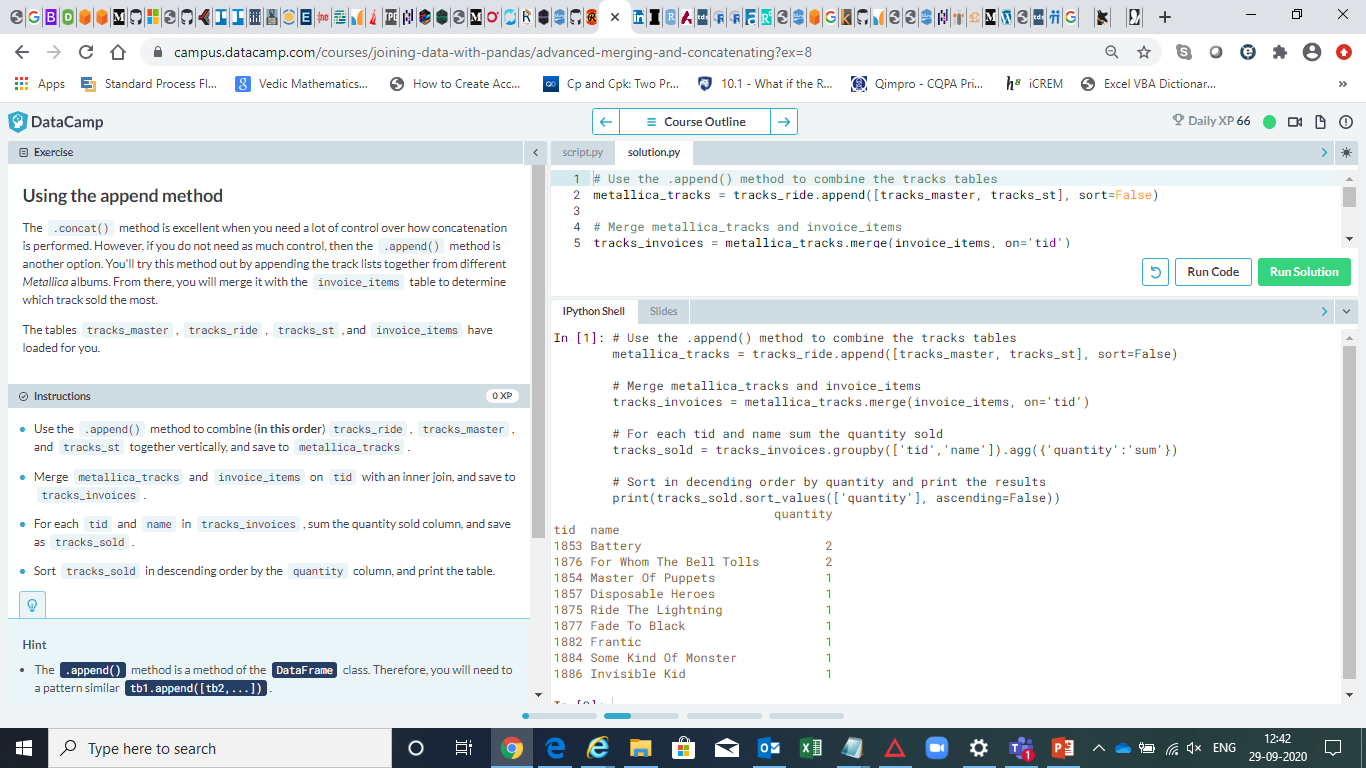 campus.datacamp.com/courses/joining-data-with-pandas/advanced-merging-and-concatenating?ex=8
Apps
Standard Process Fl...
Vedic Mathematics...
How to Create Acc...
Cp and Cpk: Two Pr...
10.1 - What if the R...
Qimpro - CQPA Pri...
iCREM
Excel VBA Dictionar...
»
DataCamp
Course Outline
Daily XP 66
Exercise
Using the append method
The .concat() method is excellent when you need a lot of control over how concatenation
is performed. However, if you do not need as much control, then the .append() method is
another option. You'll try this method out by appending the track lists together from different
Metallica albums. From there, you will merge it with the invoice_items table to determine
which track sold the most.
The tables tracks_master , tracks_ride , tracks_st , and invoice_items have
loaded for you.
Instructions
0 XP
• Use the .append() method to combine (in this order) tracks_ride , tracks_master ,
and tracks_st together vertically, and save to metallica_tracks .
• Merge metallica_tracks and invoice_items on tid with an inner join, and save to
tracks_invoices .
• For each tid and name in tracks_invoices , sum the quantity sold column, and save
as tracks_sold .
• Sort tracks_sold in descending order by the quantity column, and print the table.
Hint
• The .append() method is a method of the DataFrame class. Therefore, you will need to
a pattern similar tb1.append([tb2,...]) .
script.py
solution.py
1 # Use the .append() method to combine the tracks tables
2 metallica_tracks = tracks_ride.append([tracks_master, tracks_st], sort=False)
3
4 # Merge metallica_tracks and invoice_items
5 tracks_invoices = metallica_tracks.merge(invoice_items, on='tid')
Run Code
Run Solution
IPython Shell
Slides
In [1]: # Use the .append() method to combine the tracks tables
metallica_tracks = tracks_ride.append([tracks_master, tracks_st], sort=False)
# Merge metallica_tracks and invoice_items
tracks_invoices = metallica_tracks.merge(invoice_items, on='tid')
# For each tid and name sum the quantity sold
tracks_sold = tracks_invoices.groupby(['tid','name']).agg({'quantity':'sum'})
# Sort in decending order by quantity and print the results
print(tracks_sold.sort_values(['quantity'], ascending=False))
quantity
tid name
1853 Battery 2
1876 For Whom The Bell Tolls 2
1854 Master Of Puppets 1
1857 Disposable Heroes 1
1875 Ride The Lightning 1
1877 Fade To Black 1
1882 Frantic 1
1884 Some Kind Of Monster 1
1886 Invisible Kid 1
Type here to search
ENG
12:42
29-09-2020